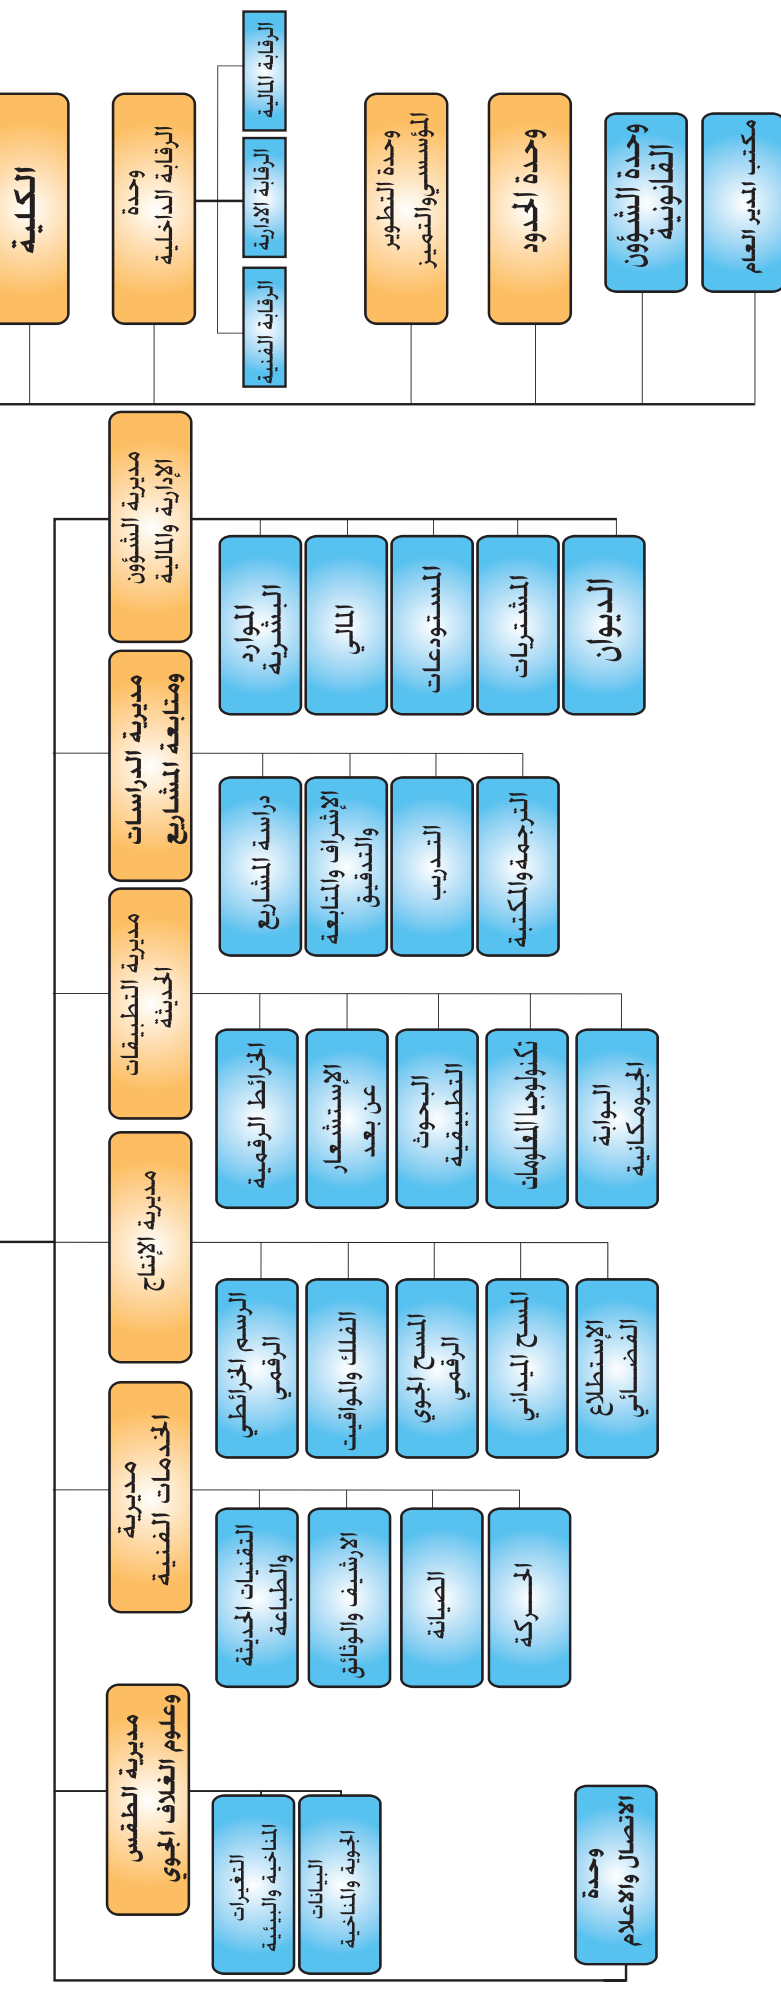 مكتب المدير العام
وحدة الشؤون
القانونية
وحدة الحدود
وحدة التطوير
المؤسسي والتميز
وحدة
الرقابة الداخلية
الرقابة المالية
الرقابة الادارية
الرقابة الفنية
الكلية
مديرية الشؤون
الإدارية والمالية
الموارد
البشرية
المالي
المستودعات
المشتريات
الديوان
مديرية الدراسات
ومتابعة المشاريع
دراسة المشاريع
الإشراف والمتابعة
والتدقيق
التدريب
الترجمة والمكتبة
مديرية التطبيقات
الحديثة
الخرائط الرقمية
الإستشعار
عن بعد
البحوث
التطبيقية
تكنولوجيا المعلومات
البوابة
الجيومكانية
مديرية الإنتاج
الرسم الخرائطي
الرقمي
الفلك والمواقيت
المسح الجوي
الرقمي
المسح الميداني
الإستطلاع
الفضـائي
مديرية
الخدمات الفنية
التقنيات الحديثة
والطباعة
الارشيف والوثائق
الصيانة
الحـركة
مديرية الطقس
وعلوم الغلاف الجوي
التغيرات
المناخية والبيئية
البيانات
الجوية والمناخية
وحدة
الاتصال والاعلام